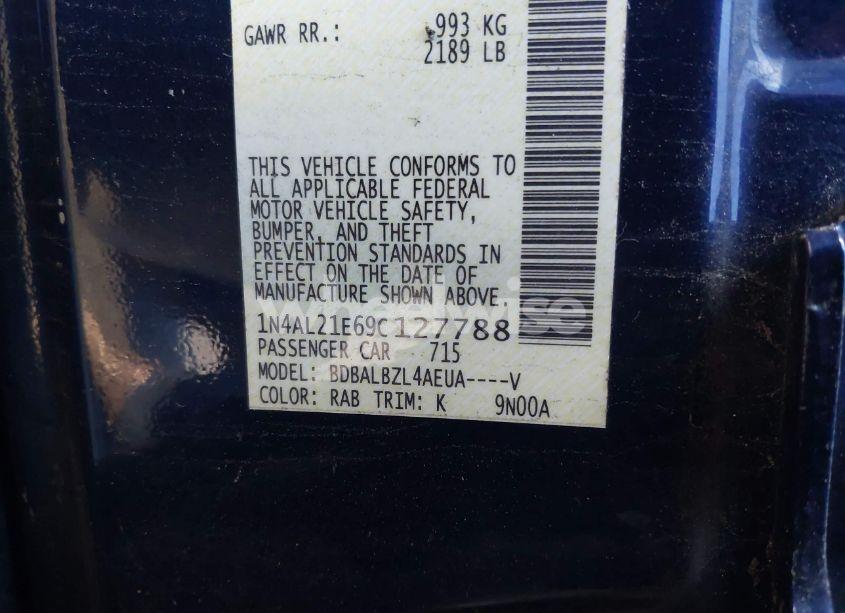 GAWR RR.: 993 KG
2189 LB
THIS VEHICLE CONFORMS TO
ALL APPLICABLE FEDERAL
MOTOR VEHICLE SAFETY,
BUMPER, AND THEFT
PREVENTION STANDARDS IN
EFFECT ON THE DATE OF
MANUFACTURE SHOWN ABOVE.
1N4AL21E69C127788
PASSENGER CAR 715
MODEL: BDBALBZL4AEUA----V
COLOR: RAB TRIM: K 9N00A